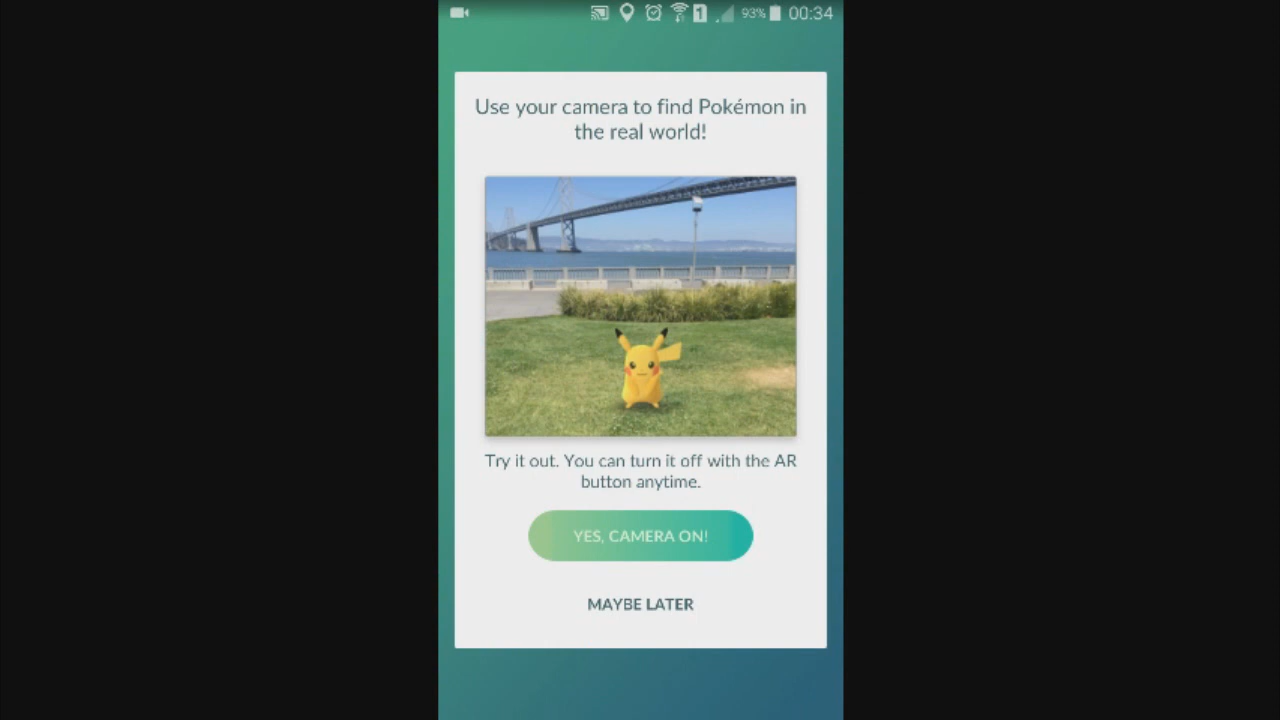 1 93% 00:34
Use your camera to find Pokémon in
the real world!
Try it out. You can turn it off with the AR
button anytime.
YES, CAMERA ON!
MAYBE LATER